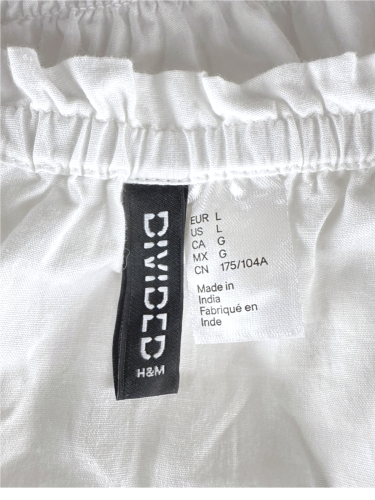 DIVIDED
H&M
EUR L
US L
CA G
MX G
CN 175/104A
Made in
India
Fabriqué en
Inde